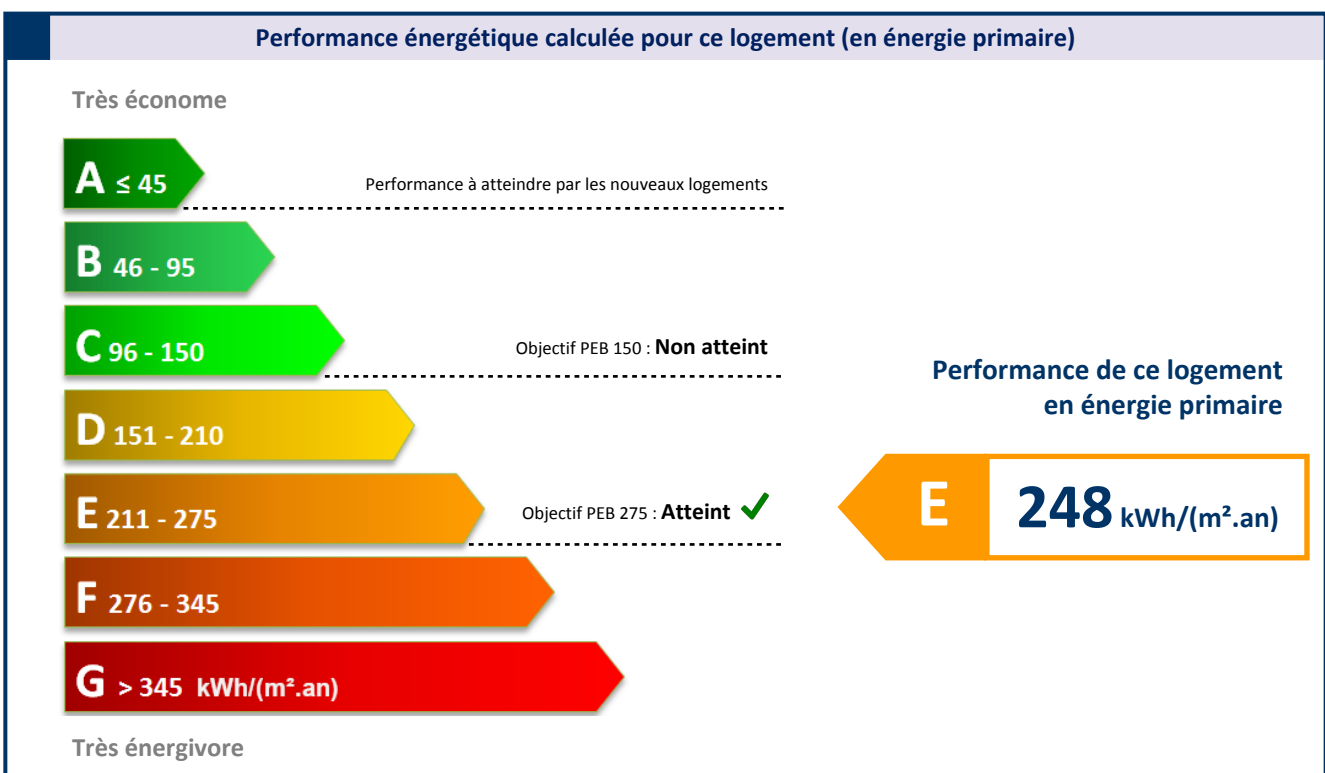 Performance énergétique calculée pour ce logement (en énergie primaire)
Très économe
A ≤ 45
Performance à atteindre par les nouveaux logements
B 46 - 95
C 96 - 150
Objectif PEB 150 : Non atteint
D 151 - 210
E 211 - 275
Objectif PEB 275 : Atteint ✓
F 276 - 345
G > 345 kWh/(m².an)
Très énergivore
Performance de ce logement
en énergie primaire
E 248 kWh/(m².an)